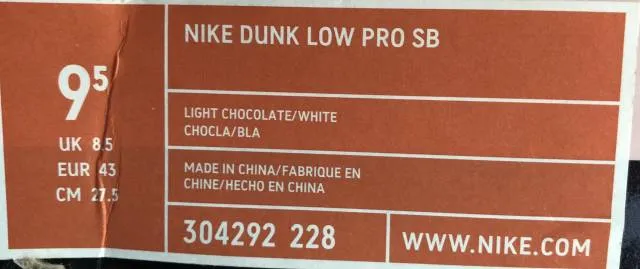 NIKE DUNK LOW PRO SB
9⁵
UK 8.5
EUR 43
CM 27.5
LIGHT CHOCOLATE/WHITE
CHOCLA/BLA
MADE IN CHINA/FABRIQUE EN
CHINE/HECHO EN CHINA
304292 228
WWW.NIKE.COM